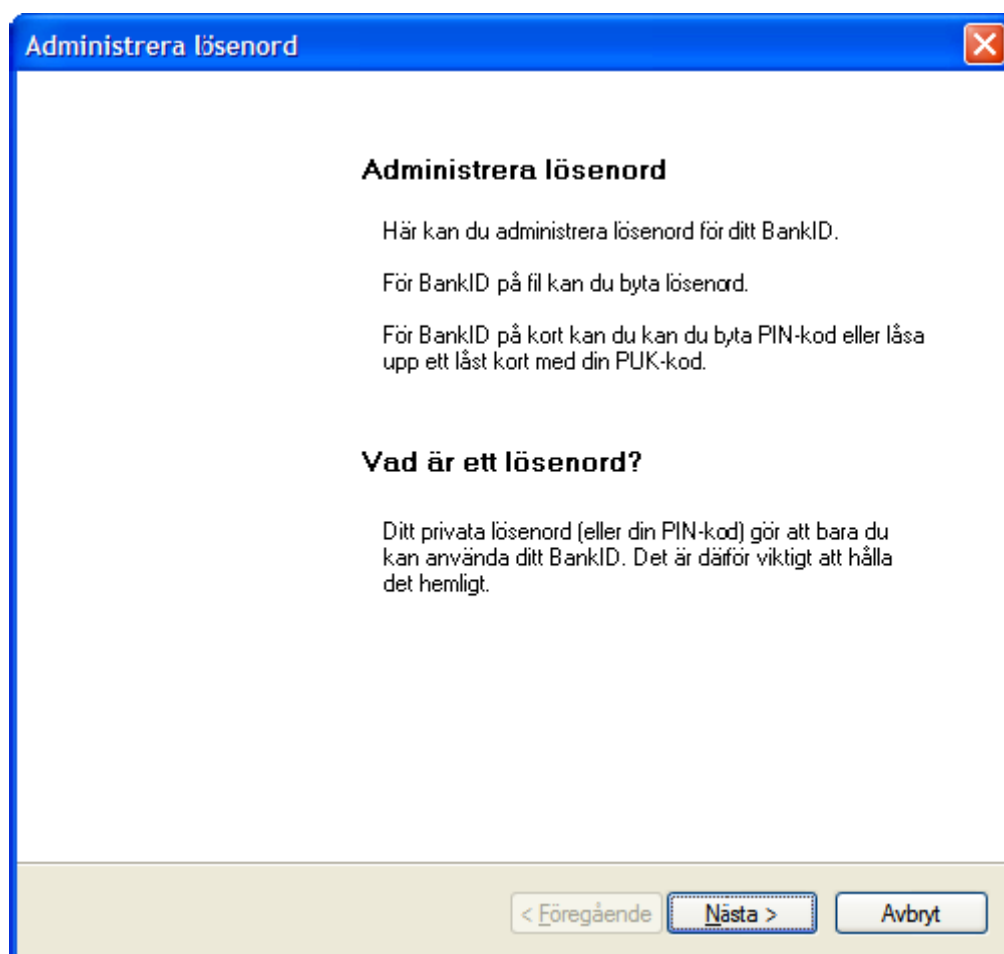 Administrera lösenord
Administrera lösenord
Här kan du administrera lösenord för ditt BankID.
För BankID på fil kan du byta lösenord.
För BankID på kort kan du kan du byta PIN-kod eller låsa
upp ett låst kort med din PUK-kod.
Vad är ett lösenord?
Ditt privata lösenord (eller din PIN-kod) gör att bara du
kan använda ditt BankID. Det är därför viktigt att hålla
det hemligt.
< Föregående Nästa > Avbryt